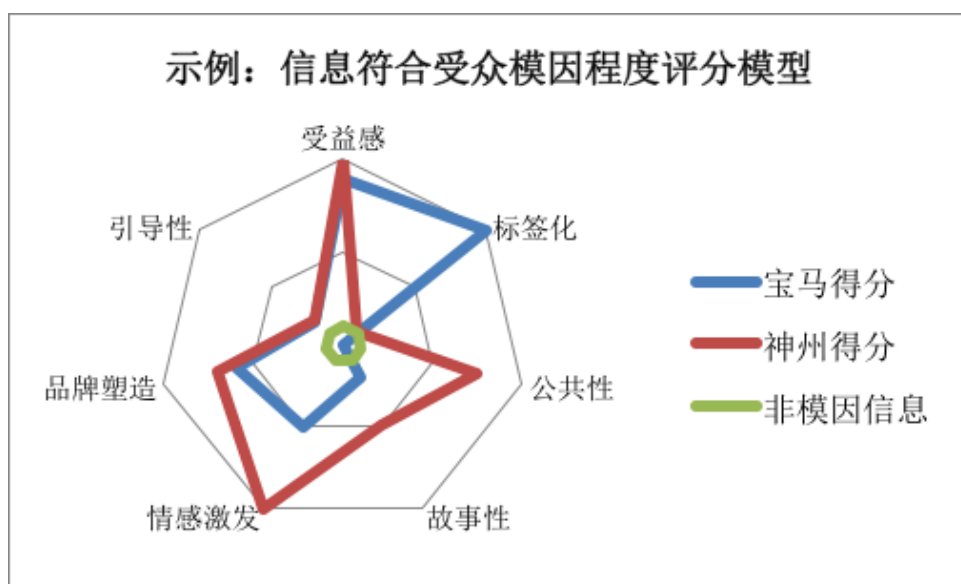 示例：信息符合受众模因程度评分模型
受益感
引导性
标签化
宝马得分
神州得分
品牌塑造
公共性
非模因信息
情感激发
故事性